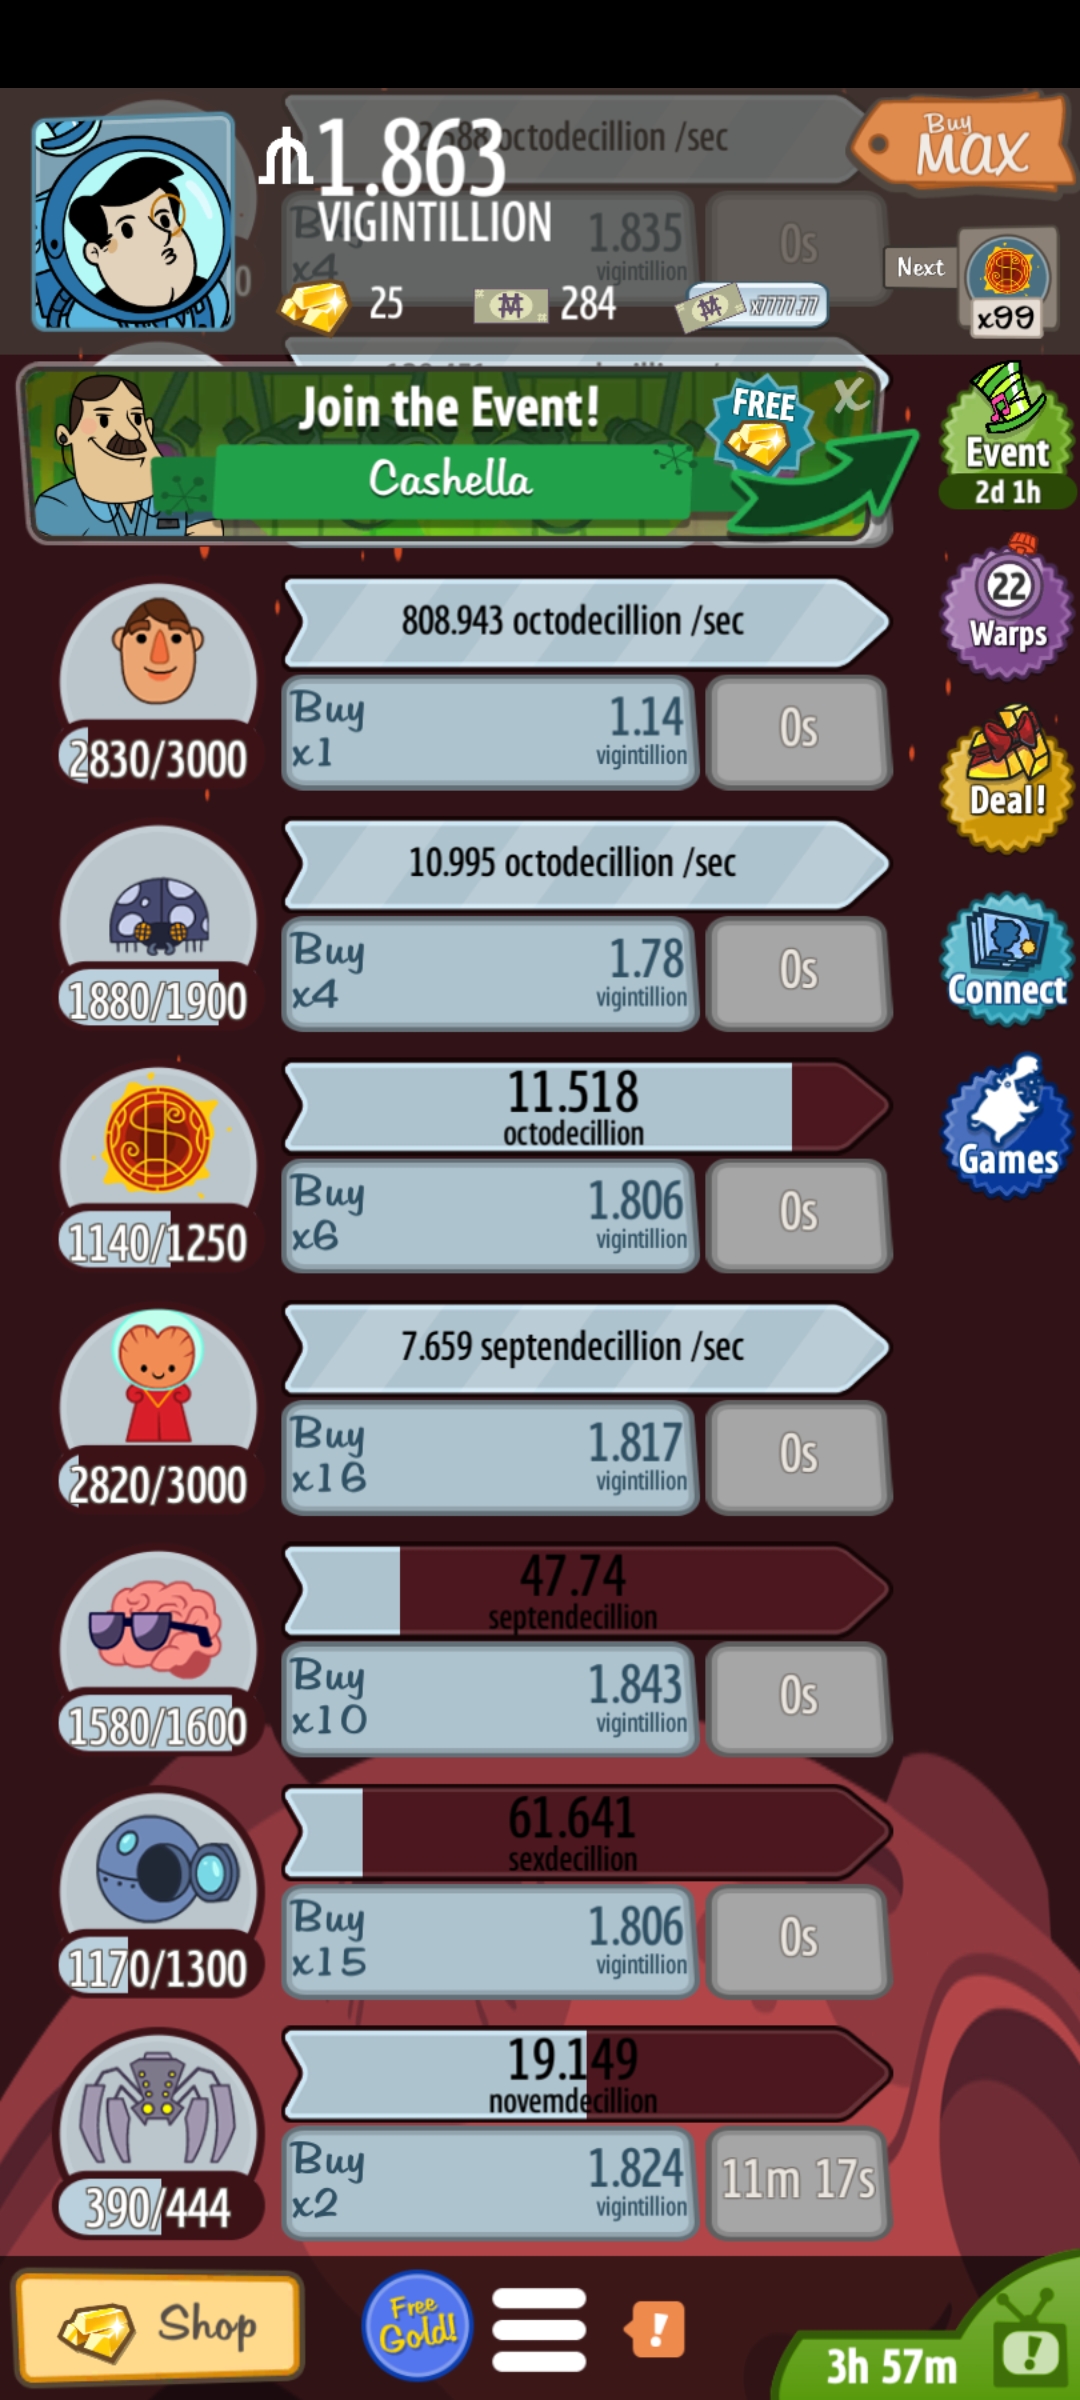 2.588 octodecillion /sec
₼1.863
VIGINTILLION
Buy
MAX
Buy
x4
1.835
vigintillion
0s
25
284
x7777.77
Next
x99
Join the Event!
Cashella
FREE
X
Event
2d 1h
808.943 octodecillion /sec
Buy
x1
1.14
vigintillion
0s
2830/3000
22
Warps
10.995 octodecillion /sec
Buy
x4
1.78
vigintillion
0s
1880/1900
Deal!
11.518
octodecillion
Buy
x6
1.806
vigintillion
0s
1140/1250
Connect
Games
7.659 septendecillion /sec
Buy
x16
1.817
vigintillion
0s
2820/3000
47.74
septendecillion
Buy
x10
1.843
vigintillion
0s
1580/1600
61.641
sexdecillion
Buy
x15
1.806
vigintillion
0s
1170/1300
19.149
novemdecillion
Buy
x2
1.824
vigintillion
11m 17s
390/444
Shop
Free
Gold!
!
3h 57m
!